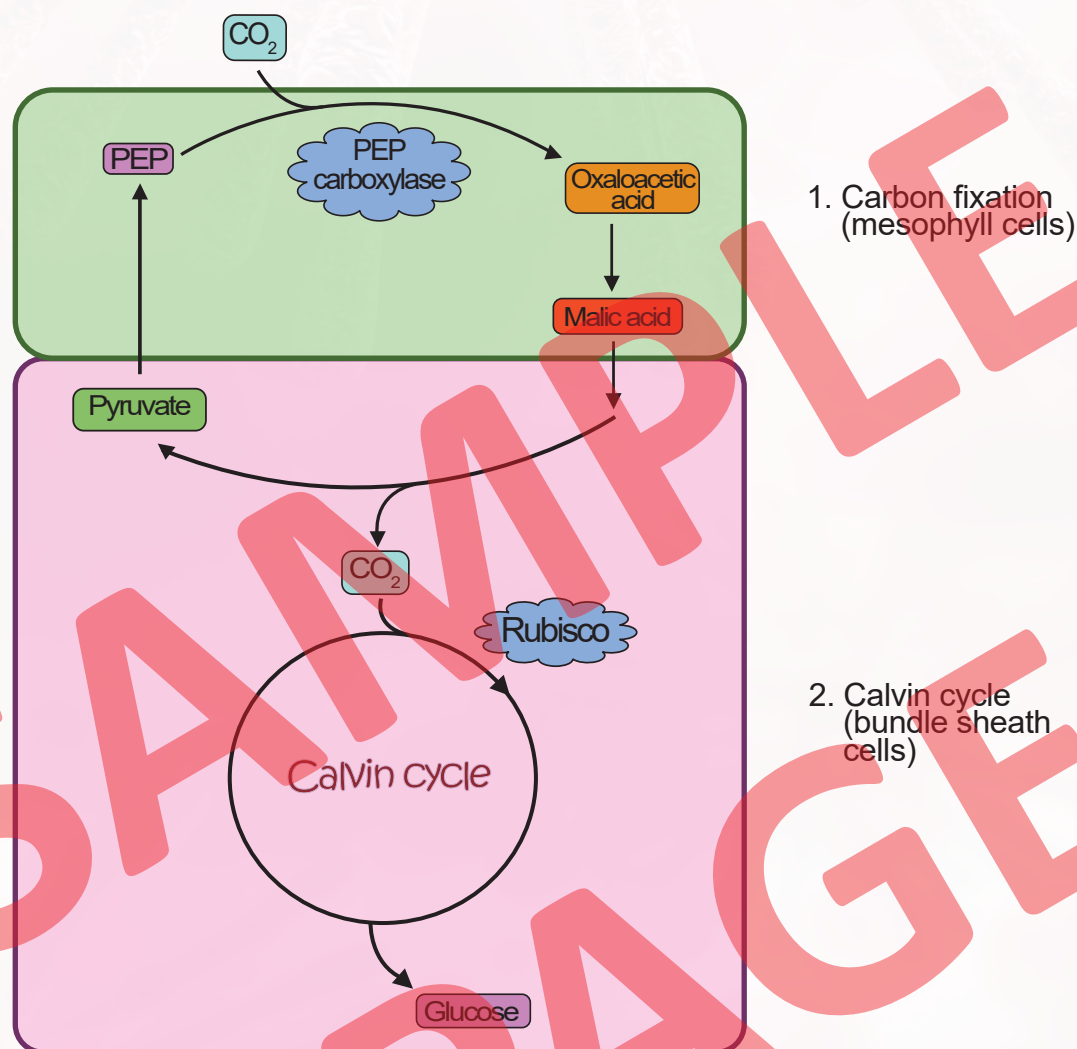 CO2
PEP
PEP
carboxylase
Oxaloacetic
acid
Malic acid
1. Carbon fixation
(mesophyll cells)
Pyruvate
CO2
Rubisco
Calvin cycle
Glucose
2. Calvin cycle
(bundle sheath
cells)
SAMPLE
PAGE